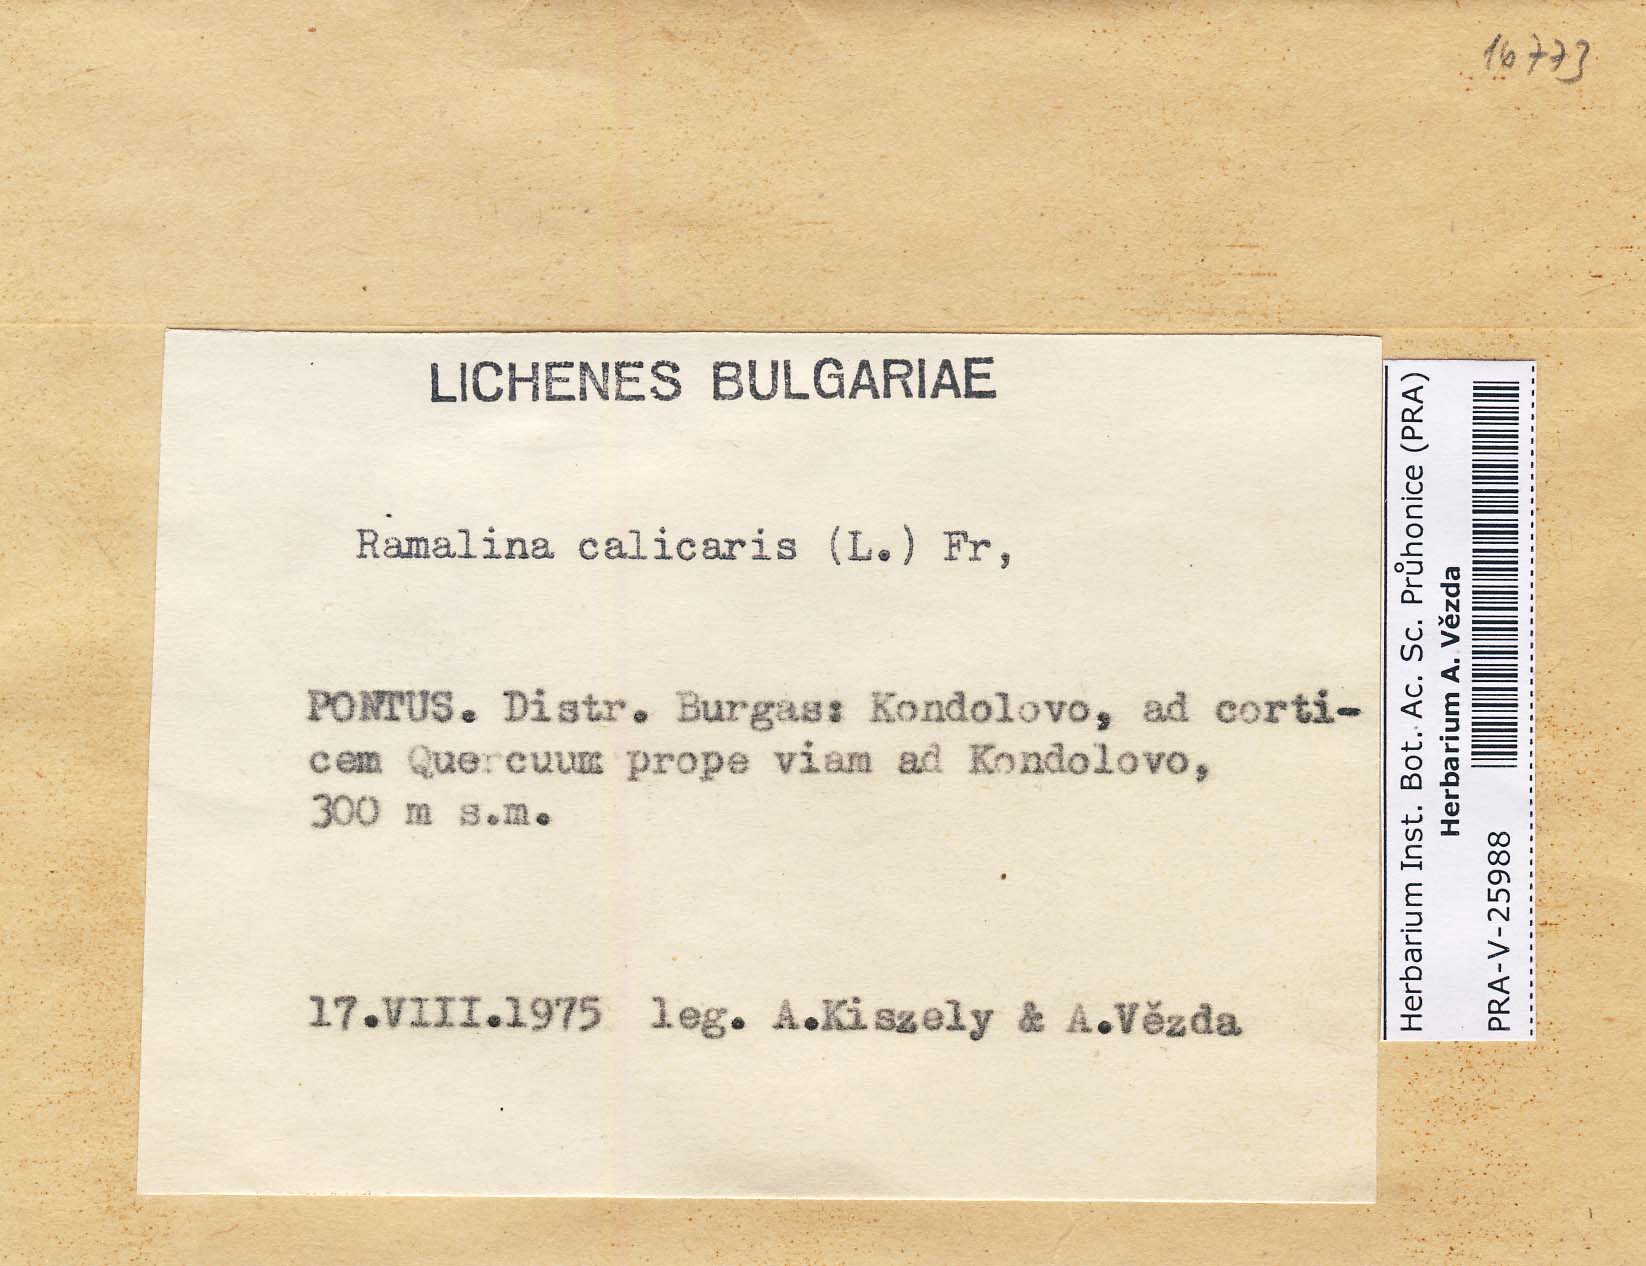 16773
LICHENES BULGARIAE
Ramalina calicaris (L.) Fr,
PONTUS. Distr. Burgas: Kondolovo, ad corti-
cem Quercuum prope viam ad Kondolovo,
300 m s.m.
17.VIII.1975 leg. A.Kiszely & A.Vězda
Herbarium Inst. Bot. Ac. Sc. Průhonice (PRA)
Herbarium A. Vězda
PRA-V-25988